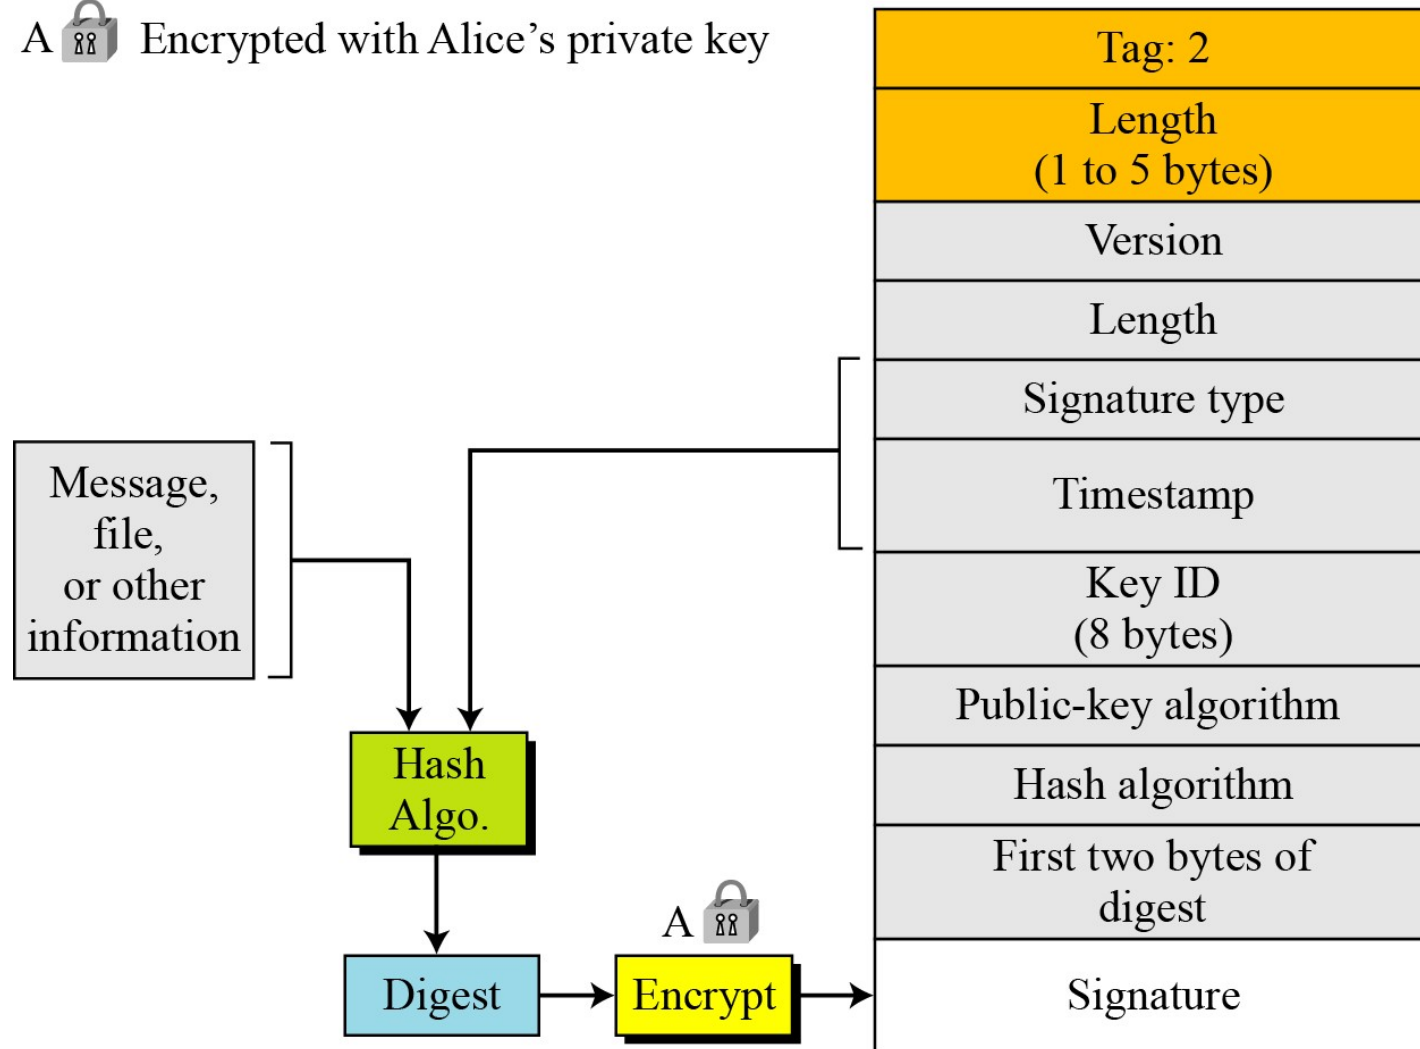 A Encrypted with Alice’s private key
Tag: 2
Length
(1 to 5 bytes)
Version
Length
Signature type
Timestamp
Key ID
(8 bytes)
Public-key algorithm
Hash algorithm
First two bytes of
digest
Signature
Message,
file,
or other
information
Hash
Algo.
Digest
A
Encrypt